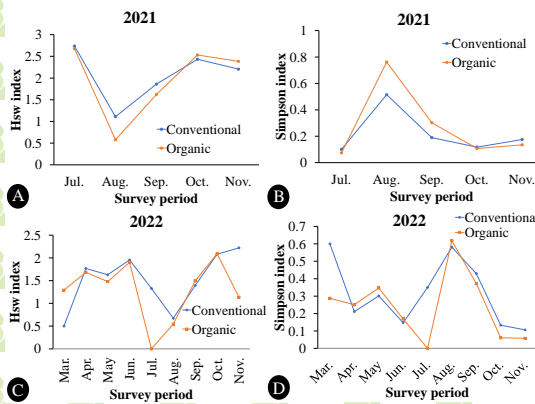 2021
Hsw index
3
2.5
2
1.5
1
0.5
0
Conventional
Organic
Jul. Aug. Sep. Oct. Nov.
Survey period
A
2021
Simpson index
1
0.8
0.6
0.4
0.2
0
Conventional
Organic
Jul. Aug. Sep. Oct. Nov.
Survey period
B
2022
Hsw index
2.5
2
1.5
1
0.5
0
Conventional
Organic
Mar. Apr. May Jun. Jul. Aug. Sep. Oct. Nov.
Survey period
C
2022
Simpson index
0.7
0.6
0.5
0.4
0.3
0.2
0.1
0
Conventional
Organic
Mar. Apr. May Jun. Jul. Aug. Sep. Oct. Nov.
Survey period
D